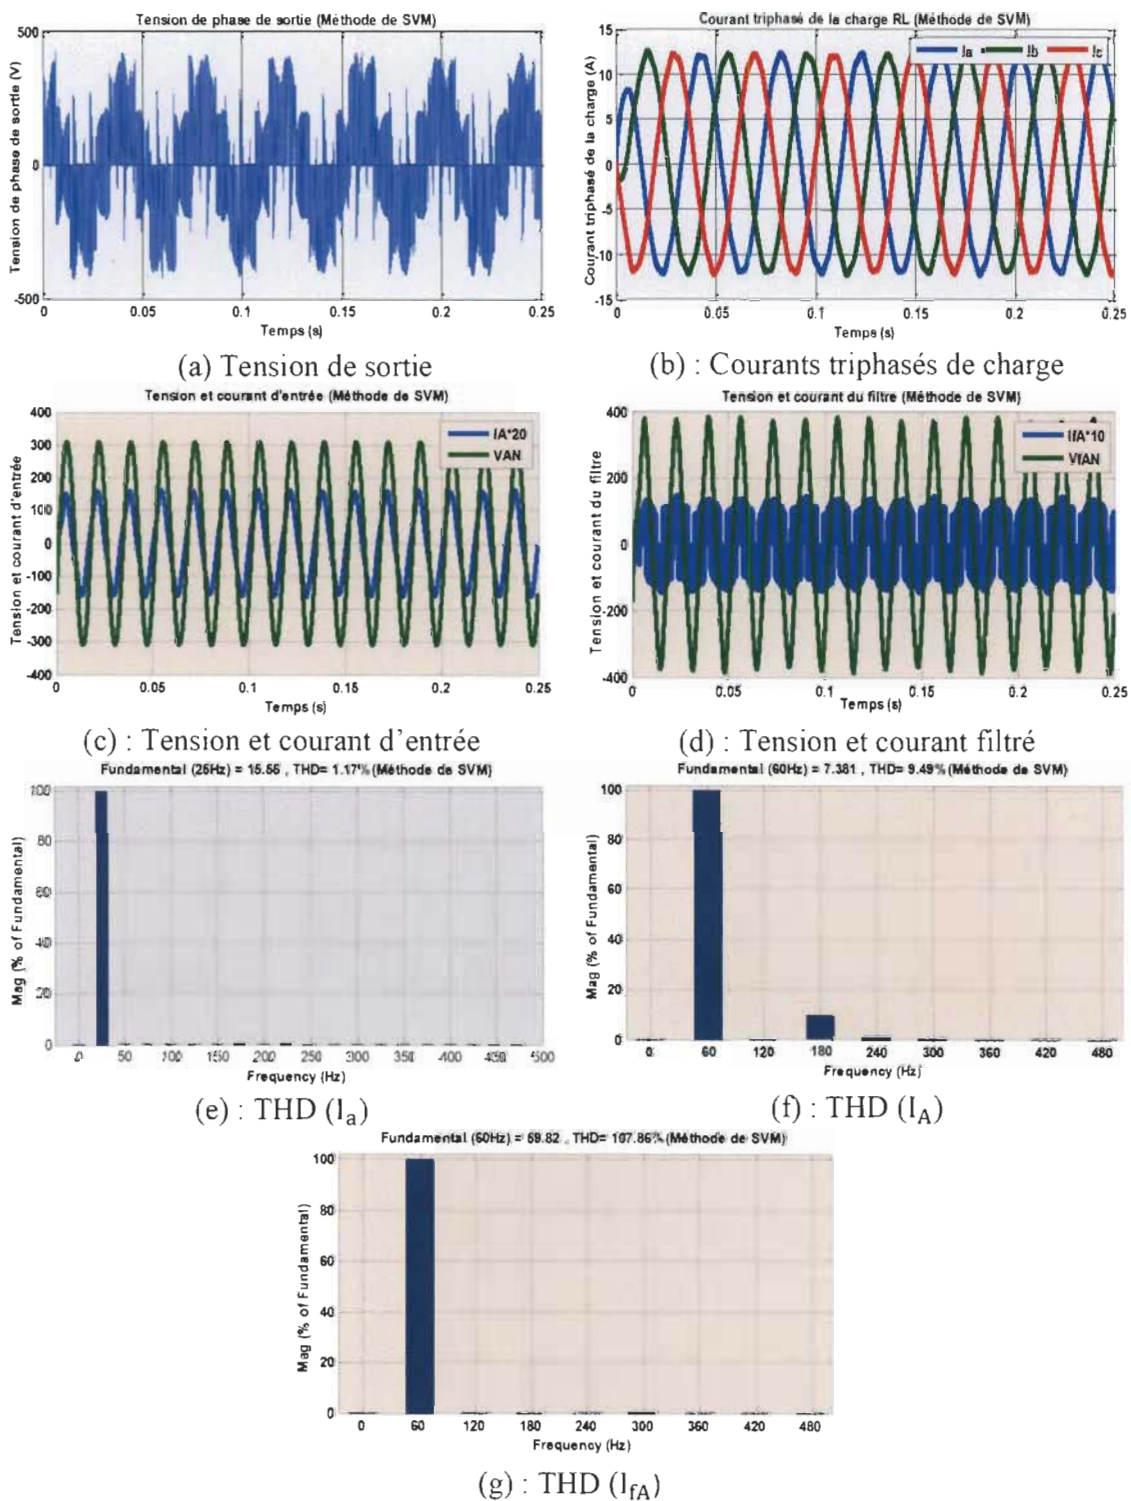 Tension de phase de sortie (Méthode de SVM)
Tension de phase de sortie (V)
500
0
-500
0 0.05 0.1 0.15 0.2 0.25
Temps (s)
(a) Tension de sortie
Courant triphasé de la charge RL (Méthode de SVM)
Courant triphasé de la charge (A)
Ia Ib Ic
15
10
5
0
-5
-10
-15
0 0.05 0.1 0.15 0.2 0.25
Temps (s)
(b) : Courants triphasés de charge
Tension et courant d'entrée (Méthode de SVM)
Tension et courant d'entrée
IA*20
VAN
400
300
200
100
0
-100
-200
-300
-400
0 0.05 0.1 0.15 0.2 0.25
Temps (s)
(c) : Tension et courant d'entrée
Tension et courant du filtre (Méthode de SVM)
Tension et courant du filtre
IfA*10
VfAN
400
200
0
-200
-400
0 0.05 0.1 0.15 0.2 0.25
Temps (s)
(d) : Tension et courant filtré
Fundamental (25Hz) = 15.56 , THD= 1.17% (Méthode de SVM)
Mag (% of Fundamental)
100
80
60
40
20
0
0 50 100 150 200 250 300 350 400 450 500
Frequency (Hz)
(e) : THD (Ia)
Fundamental (60Hz) = 7.381 , THD= 9.49% (Méthode de SVM)
Mag (% of Fundamental)
100
80
60
40
20
0
0 60 120 180 240 300 360 420 480
Frequency (Hz)
(f) : THD (IA)
Fundamental (60Hz) = 69.82 , THD= 107.86% (Méthode de SVM)
Mag (% of Fundamental)
100
80
60
40
20
0
0 60 120 180 240 300 360 420 480
Frequency (Hz)
(g) : THD (IfA)